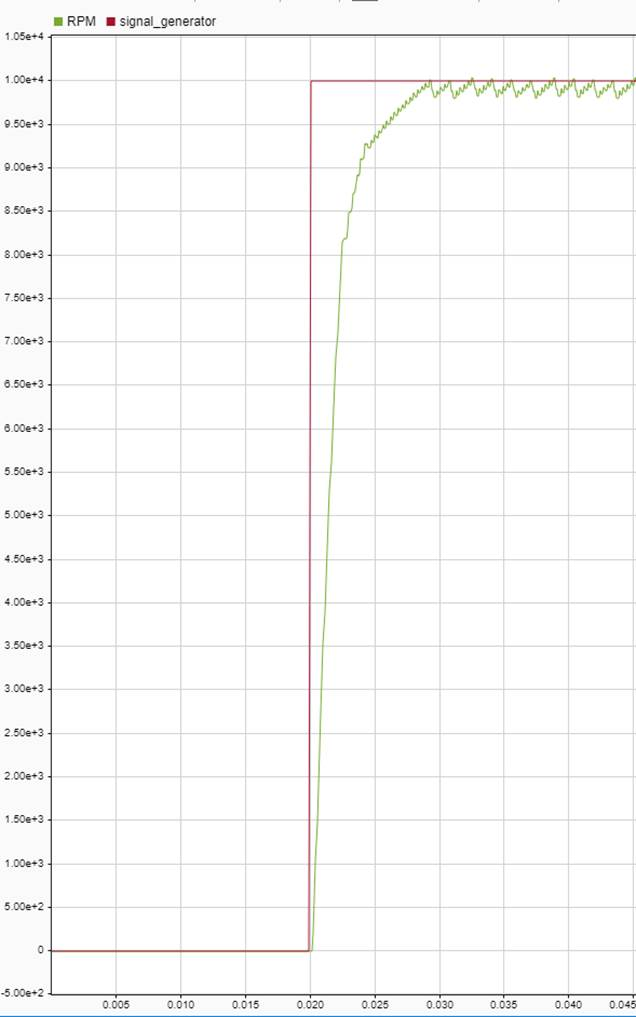 RPM signal_generator
1.05e+4
1.00e+4
9.50e+3
9.00e+3
8.50e+3
8.00e+3
7.50e+3
7.00e+3
6.50e+3
6.00e+3
5.50e+3
5.00e+3
4.50e+3
4.00e+3
3.50e+3
3.00e+3
2.50e+3
2.00e+3
1.50e+3
1.00e+3
5.00e+2
0
-5.00e+2
0.005 0.010 0.015 0.020 0.025 0.030 0.035 0.040 0.045